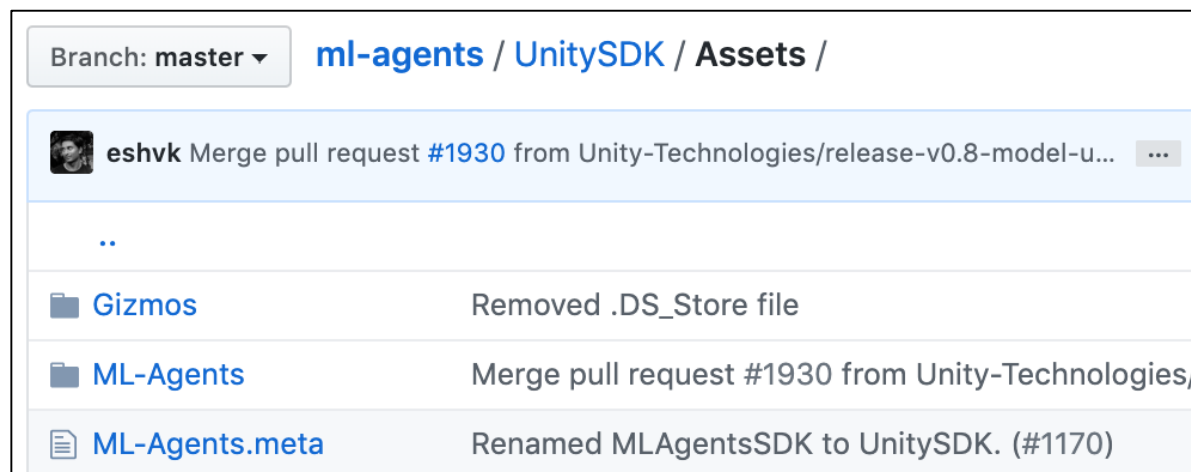 Branch: master ml-agents / UnitySDK / Assets /
eshvk Merge pull request #1930 from Unity-Technologies/release-v0.8-model-u... ...
..
Gizmos Removed .DS_Store file
ML-Agents Merge pull request #1930 from Unity-Technologies/
ML-Agents.meta Renamed MLAgentsSDK to UnitySDK. (#1170)